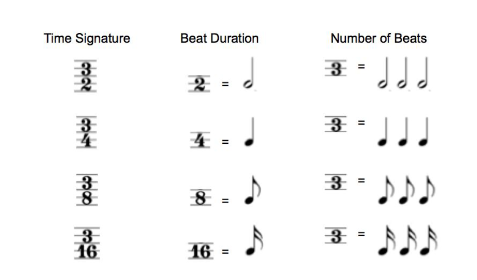 Time Signature Beat Duration Number of Beats
3
2 2 = 3 =
3
4 4 = 3 =
3
8 8 = 3 =
3
16 16 = 3 =